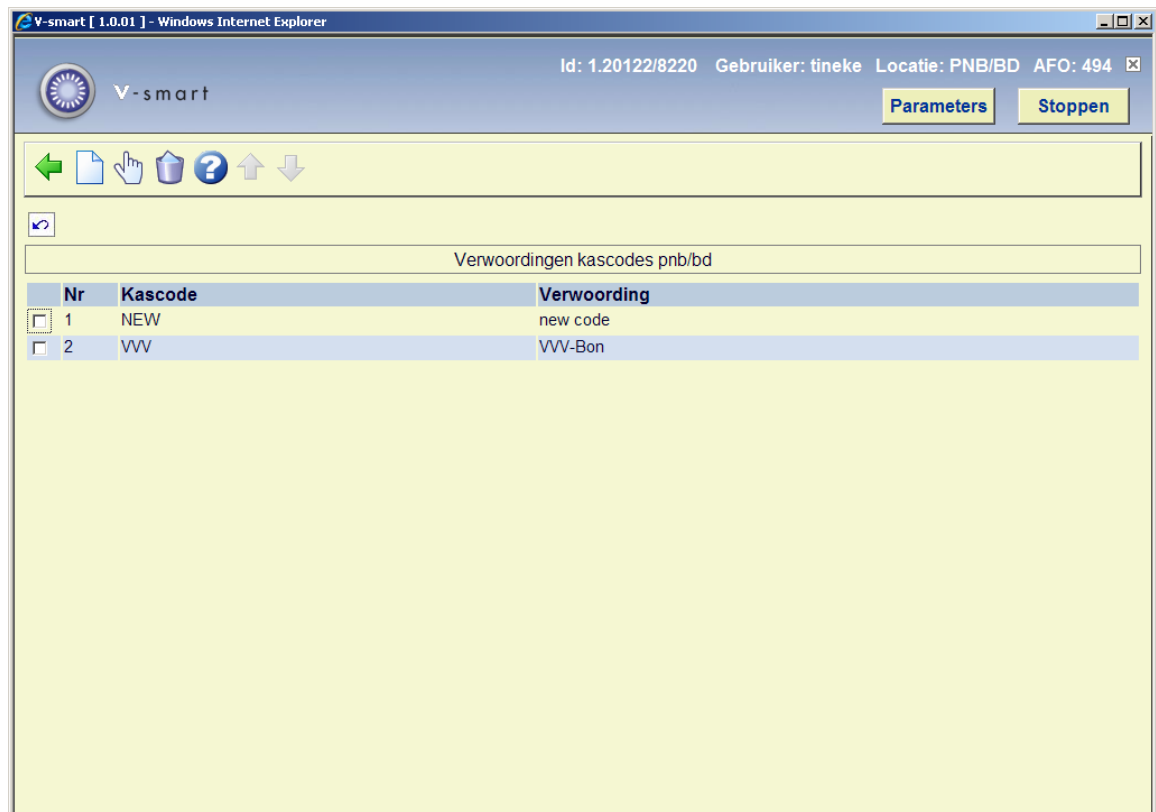 V-smart [ 1.0.01 ] - Windows Internet Explorer
Id: 1.20122/8220 Gebruiker: tineke Locatie: PNB/BD AFO: 494
V-smart
Parameters Stoppen
Verwoordingen kascodes pnb/bd
Nr Kascode Verwoording
1 NEW new code
2 VVV VVV-Bon